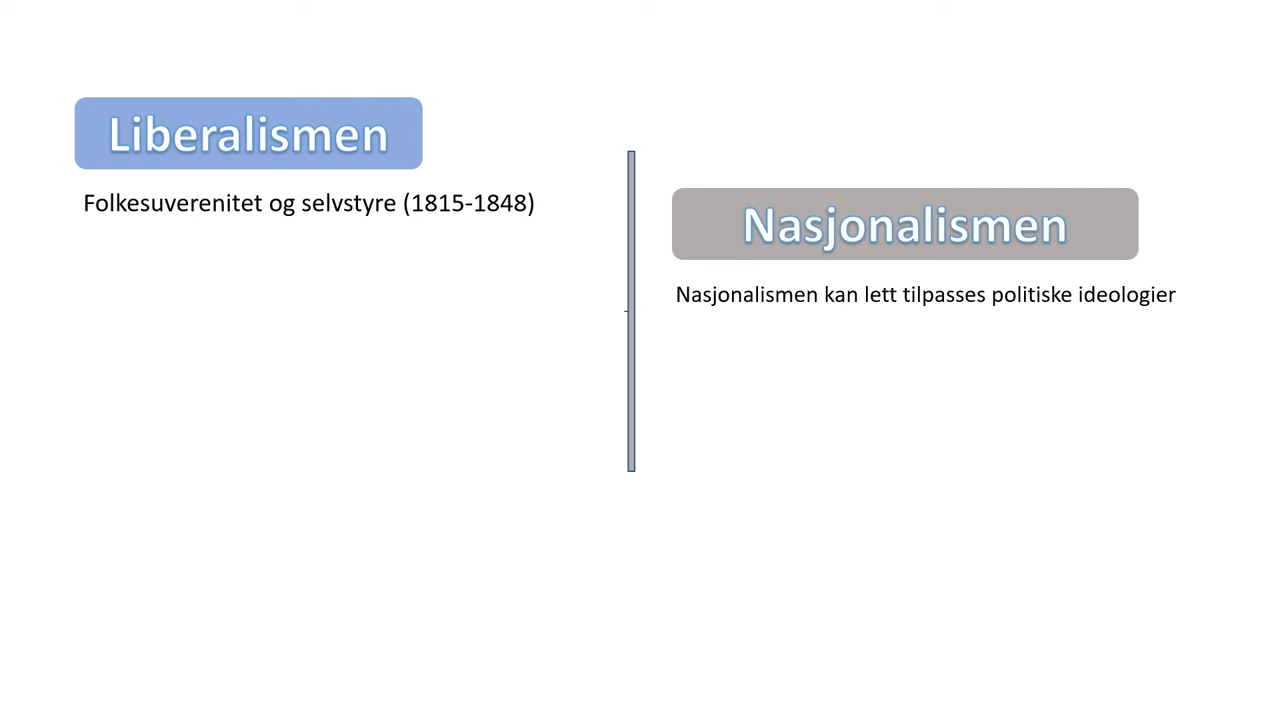 Liberalismen
Folkesuverenitet og selvstyre (1815-1848)
Nasjonalismen
Nasjonalismen kan lett tilpasses politiske ideologier